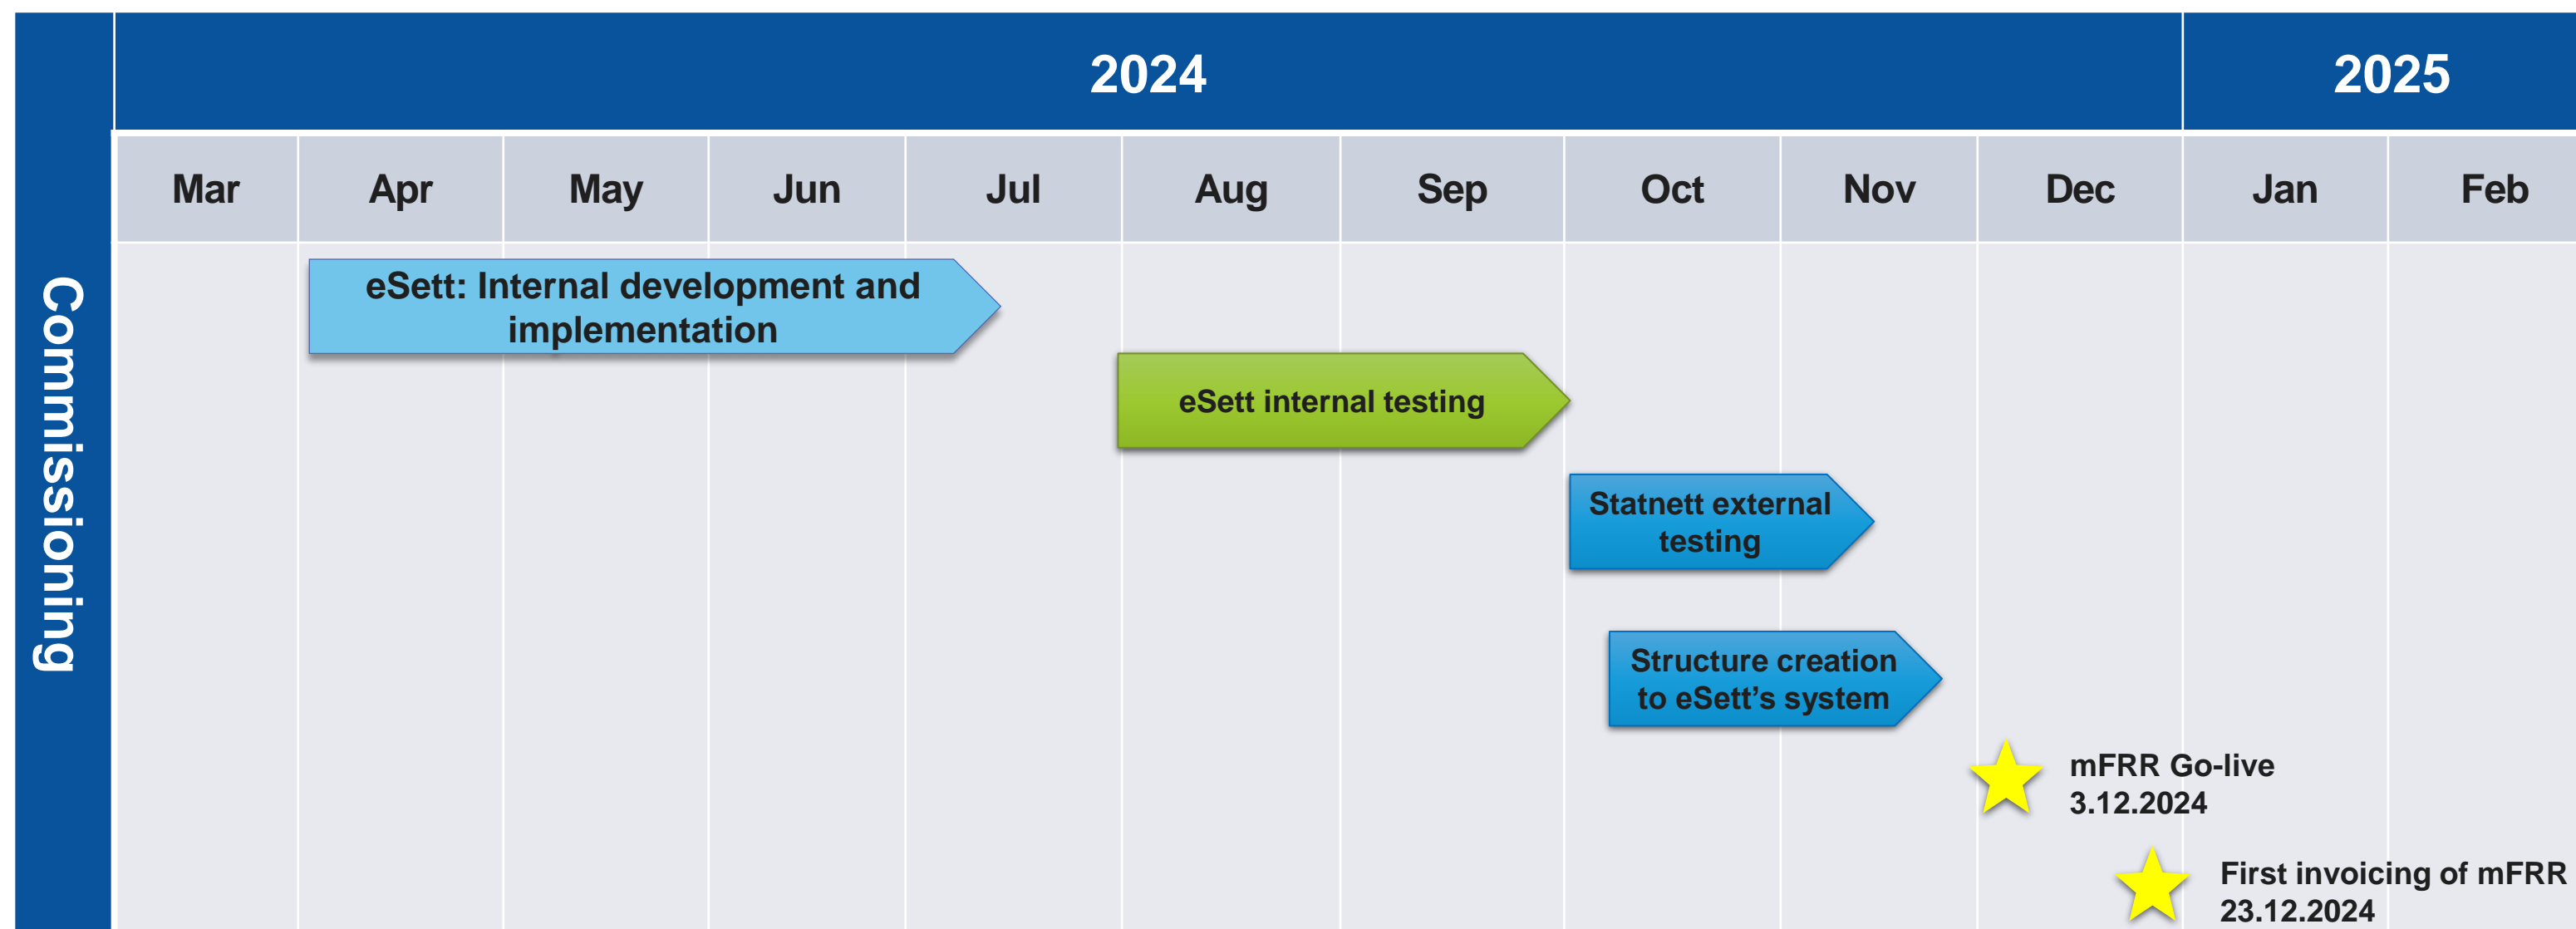 2024
2025
Mar
Apr
May
Jun
Jul
Aug
Sep
Oct
Nov
Dec
Jan
Feb
Commissioning
eSett: Internal development and
implementation
eSett internal testing
Statnett external
testing
Structure creation
to eSett’s system
mFRR Go-live
3.12.2024
First invoicing of mFRR
23.12.2024